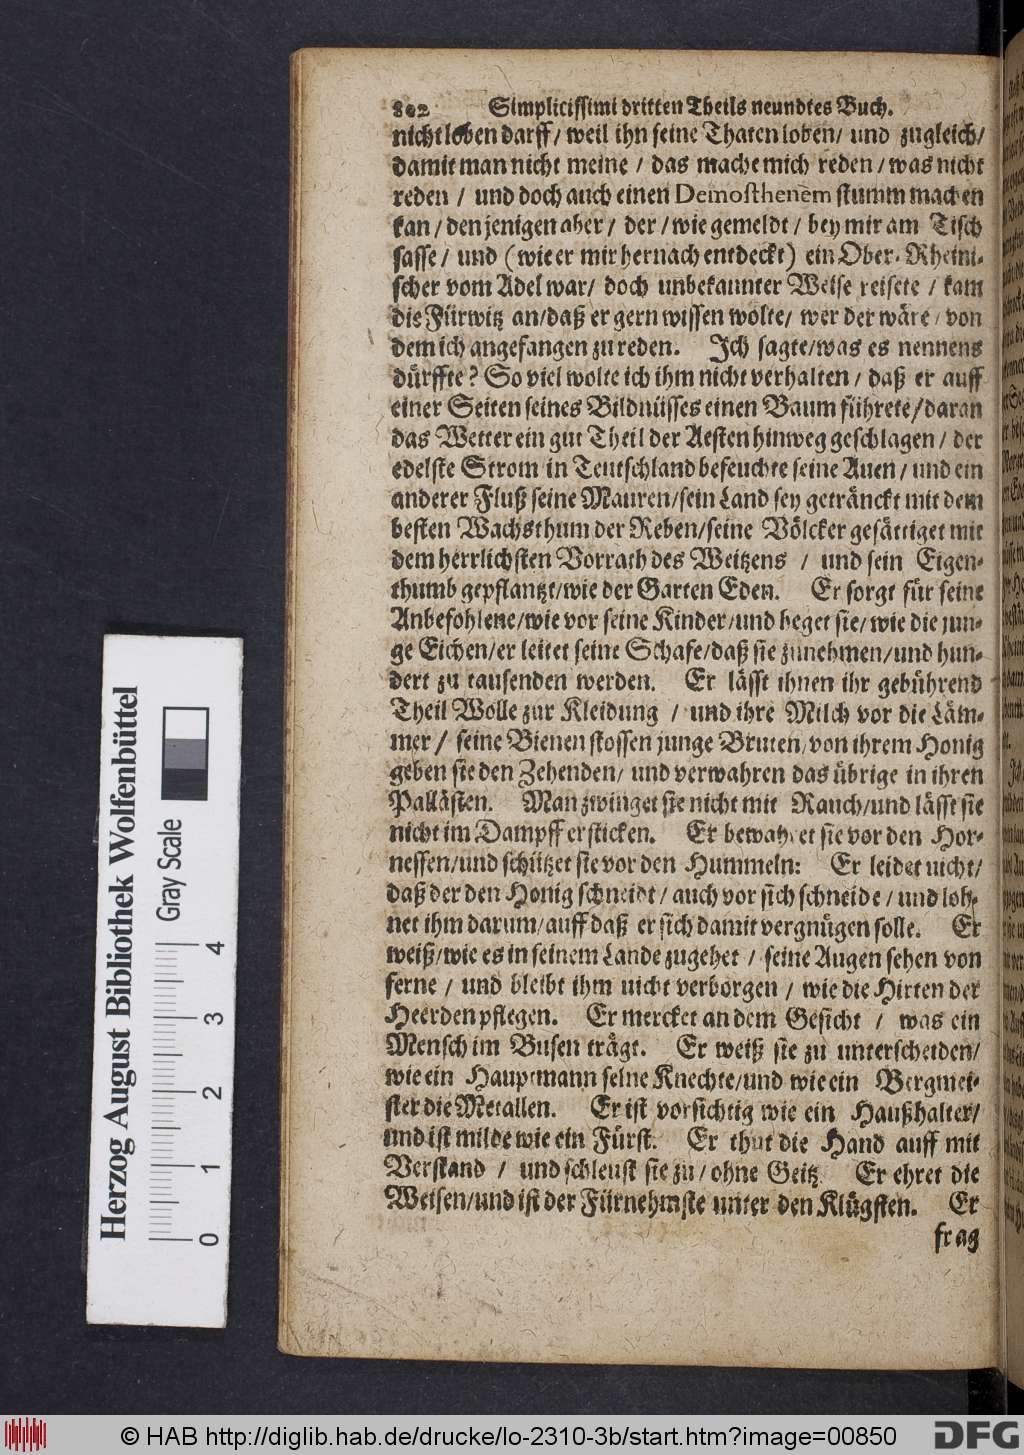 802 Simplicissimi dritten Theils neundtes Buch.
nicht loben darff/ weil ihn seine Thaten loben/ und zugleich/
damit man nicht meine / das mache mich reden / was nicht
reden / und doch auch einen Demosthenem stumm machen
kan / den jenigen aber / der / wie gemeldt / bey mir am Tisch
sasse / und (wie er mir hernach entdeckt) ein Ober-Rheini-
scher vom Adel war/ doch unbekannter Weise reisete / kam
die Fürwitz an/daß er gern wissen wolte/ wer der wäre / von
dem ich angefangen zu reden. Ich sagte/was es nennens
dürffte? So viel wolte ich ihm nicht verhalten / daß er auff
einer Seiten seines Bildnüsses einen Baum führete/daran
das Wetter ein gut Theil der Aesten hinweg geschlagen / der
edelste Strom in Teutschland befeuchte seine Auen / und ein
anderer Fluß seine Mauren/sein Land sey getränckt mit dem
besten Wachsthum der Reben/seine Völcker gesättiget mit
dem herrlichsten Vorrath des Weitzens / und sein Eigen-
thumb gepflantzt/wie der Garten Eden. Er sorgt für seine
Anbefohlene/wie vor seine Kinder/und heget sie/wie die jun-
ge Eichen/er leitet seine Schafe/daß sie zunehmen/und hun-
dert zu tausenden werden. Er lässt ihnen ihr gebührend
Theil Wolle zur Kleidung / und ihre Milch vor die Läm-
mer / seine Bienen stossen junge Bruten/von ihrem Honig
geben sie den Zehenden/ und verwahren das übrige in ihren
Pallästen. Man zwinget sie nicht mit Rauch/und lässt sie
nicht im Dampff ersticken. Er bewahret sie vor den Hor-
nessen/und schützet sie vor den Hummeln: Er leidet nicht/
daß der den Honig schneidt / auch vor sich schneide / und loh-
net ihm darum/auff daß er sich damit vergnügen solle. Er
weiß/wie es in seinem Lande zugehet / seine Augen sehen von
ferne / und bleibt ihm nicht verborgen / wie die Hirten der
Heerden pflegen. Er mercket an dem Gesicht / was ein
Mensch im Busen trägt. Er weiß sie zu unterscheiden/
wie ein Hauptmann seine Knechte/und wie ein Bergmei-
ster die Metallen. Er ist vorsichtig wie ein Haußhalter/
und ist milde wie ein Fürst. Er thut die Hand auff mit
Verstand / und schleust sie zu / ohne Geitz. Er ehret die
Weisen/und ist der Fürnehmste unter den Klügsten. Er
frag
Herzog August Bibliothek Wolfenbüttel
Gray Scale
0 1 2 3 4
© HAB http://diglib.hab.de/drucke/lo-2310-3b/start.htm?image=00850
DFG